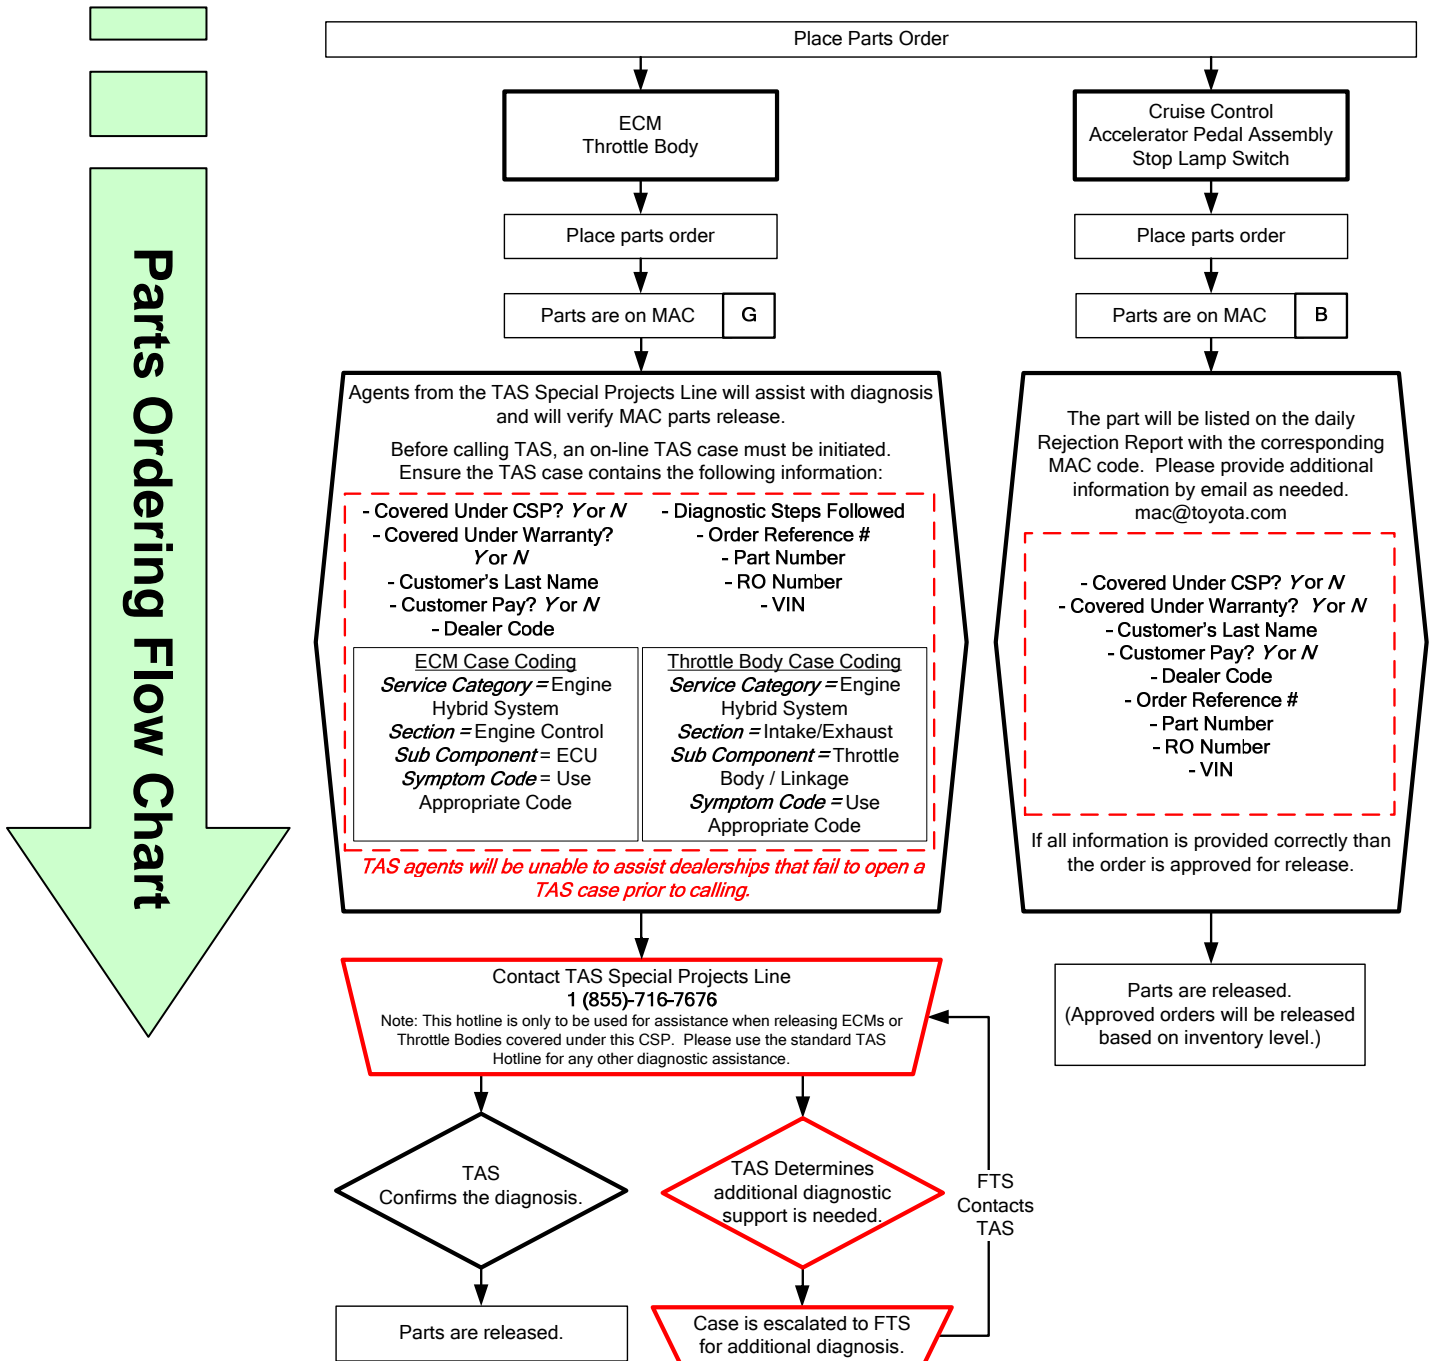 Parts Ordering Flow Chart
Place Parts Order
ECM
Throttle Body
Place parts order
Parts are on MAC
G
Agents from the TAS Special Projects Line will assist with diagnosis
and will verify MAC parts release.
Before calling TAS, an on-line TAS case must be initiated.
Ensure the TAS case contains the following information:
- Covered Under CSP? Y or N
- Covered Under Warranty?
Y or N
- Customer's Last Name
- Customer Pay? Y or N
- Dealer Code
- Diagnostic Steps Followed
- Order Reference #
- Part Number
- RO Number
- VIN
ECM Case Coding
Service Category = Engine
Hybrid System
Section = Engine Control
Sub Component = ECU
Symptom Code = Use
Appropriate Code
Throttle Body Case Coding
Service Category = Engine
Hybrid System
Section = Intake/Exhaust
Sub Component = Throttle
Body / Linkage
Symptom Code = Use
Appropriate Code
TAS agents will be unable to assist dealerships that fail to open a
TAS case prior to calling.
Contact TAS Special Projects Line
1 (855)-716-7676
Note: This hotline is only to be used for assistance when releasing ECMs or
Throttle Bodies covered under this CSP.  Please use the standard TAS
Hotline for any other diagnostic assistance.
TAS
Confirms the diagnosis.
Parts are released.
TAS Determines
additional diagnostic
support is needed.
Case is escalated to FTS
for additional diagnosis.
FTS
Contacts
TAS
Cruise Control
Accelerator Pedal Assembly
Stop Lamp Switch
Place parts order
Parts are on MAC
B
The part will be listed on the daily
Rejection Report with the corresponding
MAC code.  Please provide additional
information by email as needed.
mac@toyota.com
- Covered Under CSP? Y or N
- Covered Under Warranty?  Y or N
- Customer's Last Name
- Customer Pay? Y or N
- Dealer Code
- Order Reference #
- Part Number
- RO Number
- VIN
If all information is provided correctly than
the order is approved for release.
Parts are released.
(Approved orders will be released
based on inventory level.)